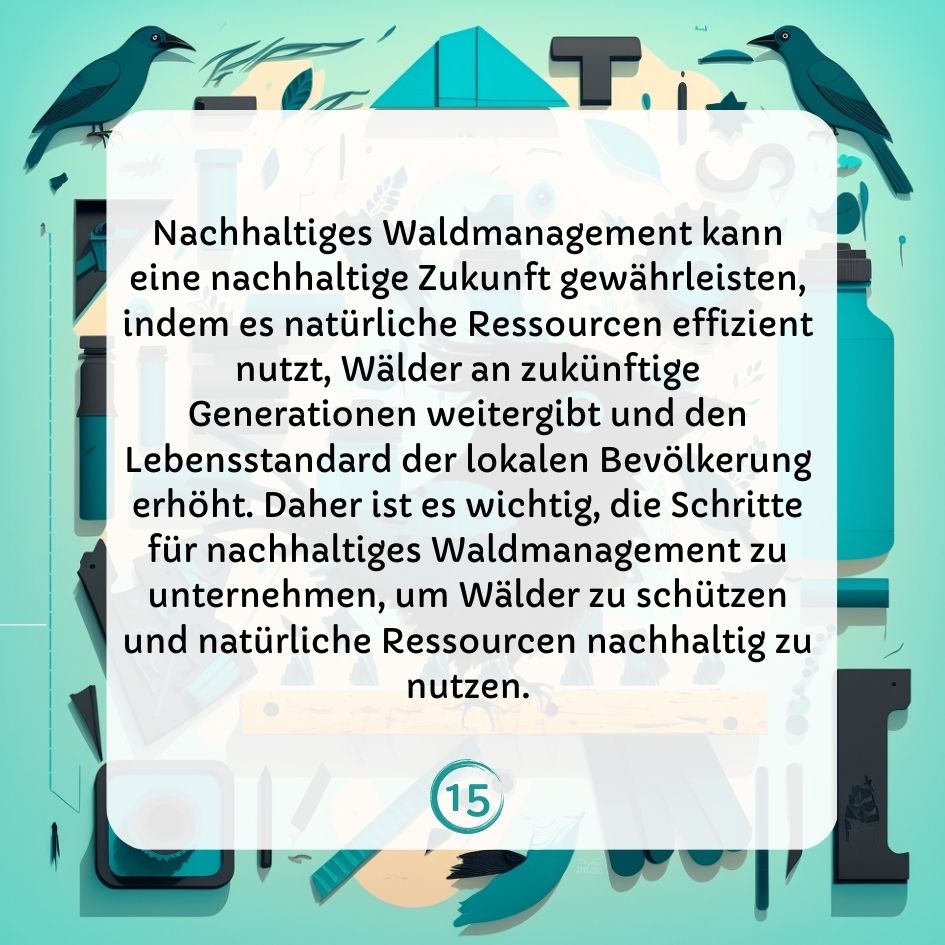 Nachhaltiges Waldmanagement kann
eine nachhaltige Zukunft gewährleisten,
indem es natürliche Ressourcen effizient
nutzt, Wälder an zukünftige
Generationen weitergibt und den
Lebensstandard der lokalen Bevölkerung
erhöht. Daher ist es wichtig, die Schritte
für nachhaltiges Waldmanagement zu
unternehmen, um Wälder zu schützen
und natürliche Ressourcen nachhaltig zu
nutzen.
15